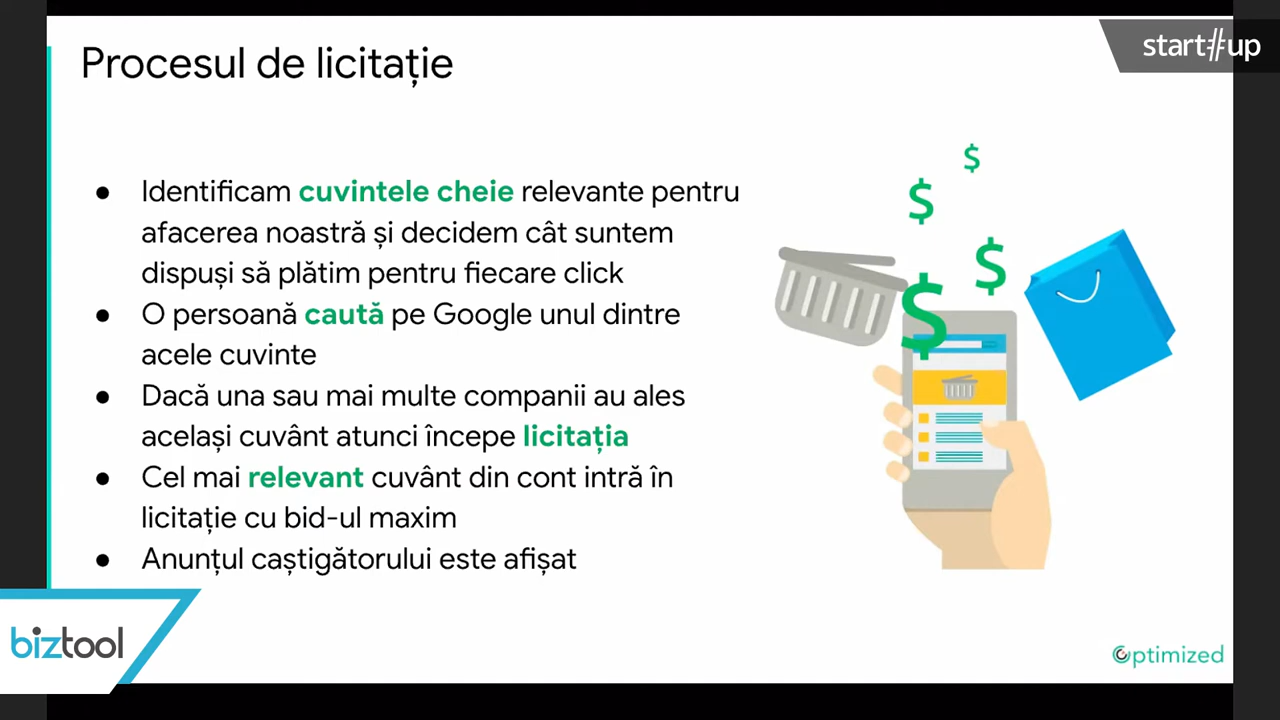 start#up
Procesul de licitație
● Identificam cuvintele cheie relevante pentru
afacerea noastră și decidem cât suntem
dispuși să plătim pentru fiecare click
● O persoană caută pe Google unul dintre
acele cuvinte
● Dacă una sau mai multe companii au ales
același cuvânt atunci începe licitația
● Cel mai relevant cuvânt din cont intră în
licitație cu bid-ul maxim
● Anunțul caștigătorului este afișat
$
$
$
$
biztool
Optimized